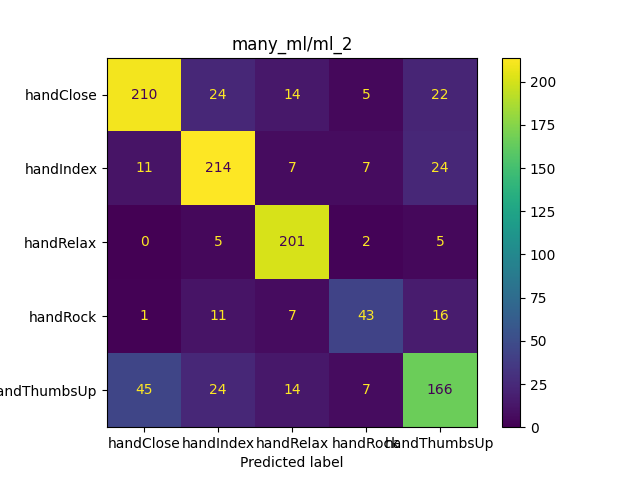 many_ml/ml_2
handClose 210 24 14 5 22
handIndex 11 214 7 7 24
handRelax 0 5 201 2 5
handRock 1 11 7 43 16
andThumbsUp 45 24 14 7 166
handClose handIndex handRelax handRock handThumbsUp
Predicted label
200
175
150
125
100
75
50
25
0